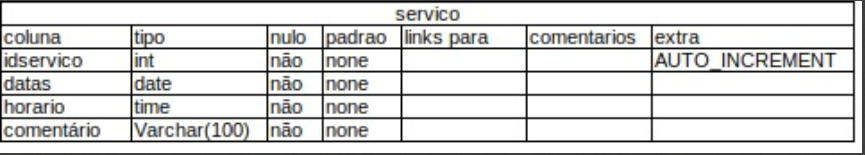 servico
coluna tipo nulo padrao links para comentarios extra
idservico int não none AUTO_INCREMENT
datas date não none
horario time não none
comentário Varchar(100) não none